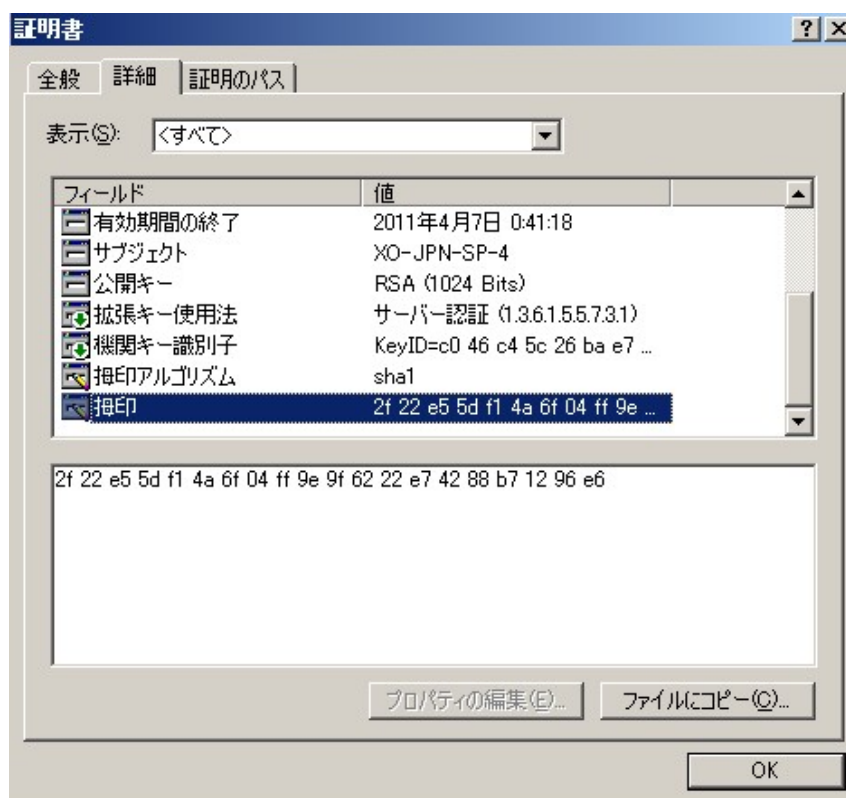 証明書
全般 詳細 証明のパス
表示(S): <すべて>
フィールド 値
有効期間の終了 2011年4月7日 0:41:18
サブジェクト XO-JPN-SP-4
公開キー RSA (1024 Bits)
拡張キー使用法 サーバー認証 (1.3.6.1.5.5.7.3.1)
機関キー識別子 KeyID=c0 46 c4 5c 26 ba e7 ...
拇印アルゴリズム sha1
拇印 2f 22 e5 5d f1 4a 6f 04 ff 9e ...
2f 22 e5 5d f1 4a 6f 04 ff 9e 9f 62 22 e7 42 88 b7 12 96 e6
プロパティの編集(E)... ファイルにコピー(C)...
OK